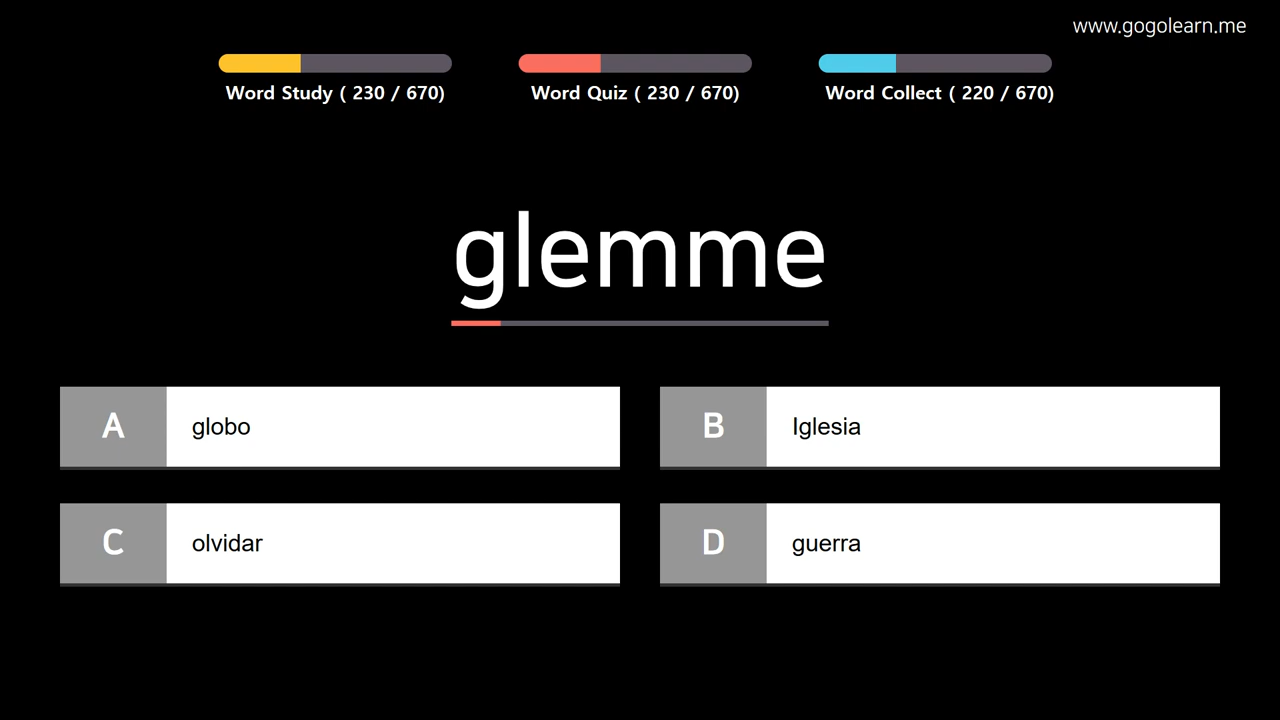 www.gogolearn.me
Word Study ( 230 / 670)
Word Quiz ( 230 / 670)
Word Collect ( 220 / 670)
glemme
A globo
B Iglesia
C olvidar
D guerra